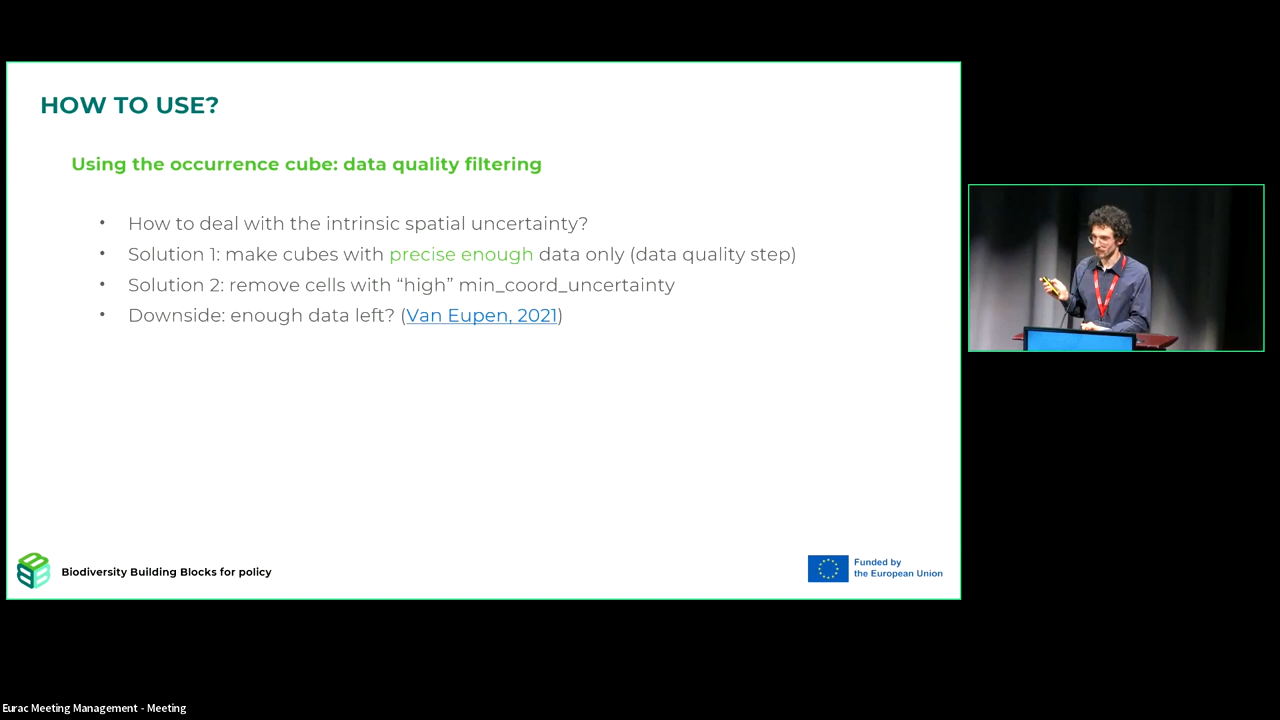 HOW TO USE?
Using the occurrence cube: data quality filtering
• How to deal with the intrinsic spatial uncertainty?
• Solution 1: make cubes with precise enough data only (data quality step)
• Solution 2: remove cells with “high” min_coord_uncertainty
• Downside: enough data left? (Van Eupen, 2021)
Biodiversity Building Blocks for policy
Funded by
the European Union
Eurac Meeting Management - Meeting